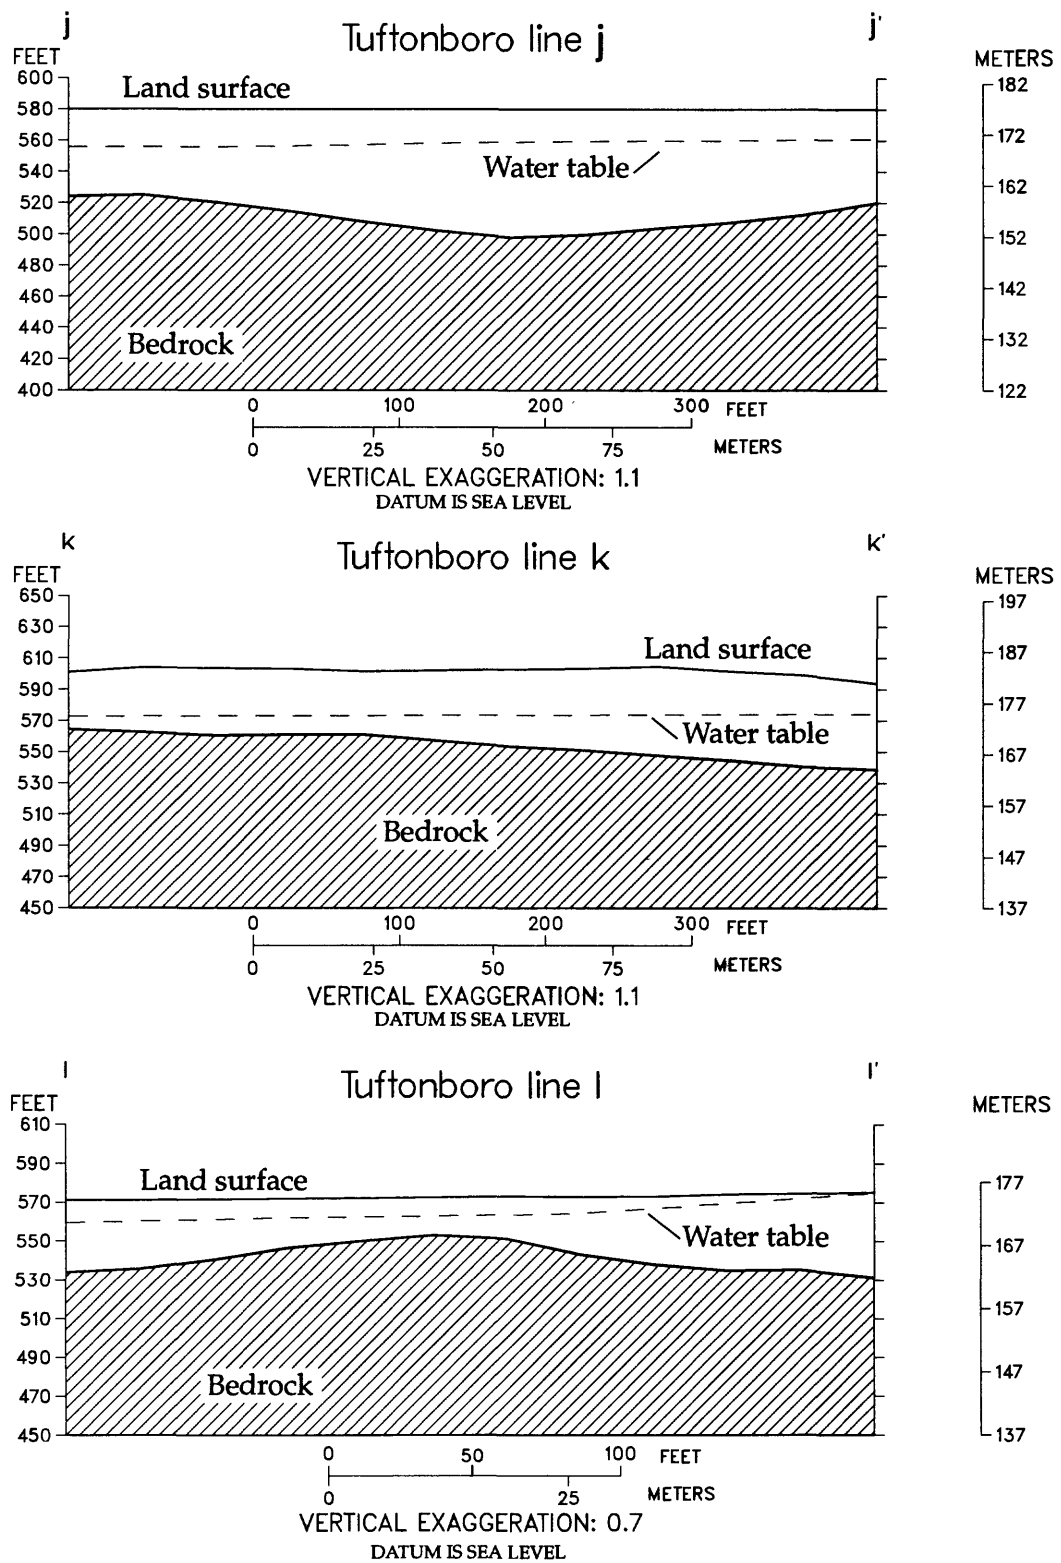 j j'
Tuftonboro line j
FEET METERS
600
580
560
540
520
500
480
460
440
420
400
Land surface
Water table
Bedrock
182
172
162
152
142
132
122
0 100 200 300 FEET
0 25 50 75 METERS
VERTICAL EXAGGERATION: 1.1
DATUM IS SEA LEVEL
k k'
Tuftonboro line k
FEET METERS
650
630
610
590
570
550
530
510
490
470
450
Land surface
Water table
Bedrock
197
187
177
167
157
147
137
0 100 200 300 FEET
0 25 50 75 METERS
VERTICAL EXAGGERATION: 1.1
DATUM IS SEA LEVEL
l l'
Tuftonboro line l
FEET METERS
610
590
570
550
530
510
490
470
450
Land surface
Water table
Bedrock
177
167
157
147
137
0 50 100 FEET
0 25 METERS
VERTICAL EXAGGERATION: 0.7
DATUM IS SEA LEVEL